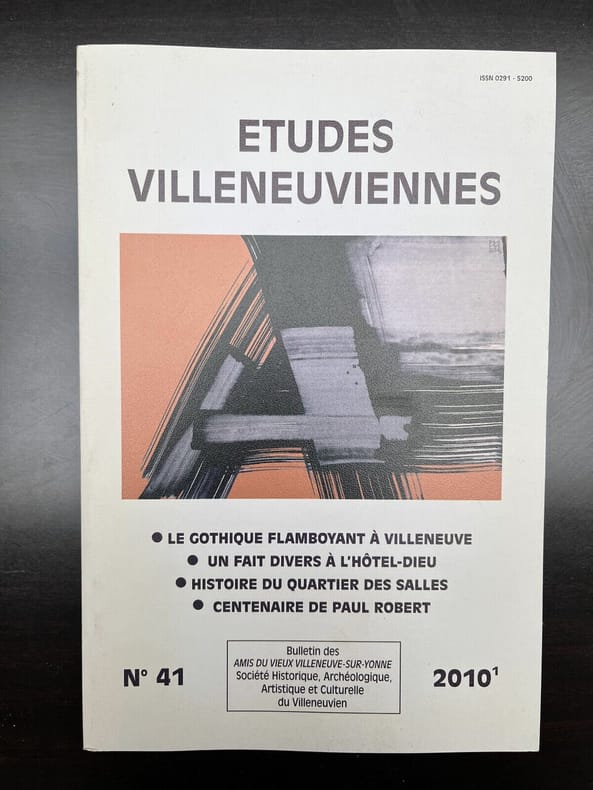 ISSN 0291 - 5200
ETUDES
VILLENEUVIENNES
● LE GOTHIQUE FLAMBOYANT À VILLENEUVE
● UN FAIT DIVERS À L'HÔTEL-DIEU
● HISTOIRE DU QUARTIER DES SALLES
● CENTENAIRE DE PAUL ROBERT
N° 41
Bulletin des
AMIS DU VIEUX VILLENEUVE-SUR-YONNE
Société Historique, Archéologique,
Artistique et Culturelle
du Villeneuvien
2010¹